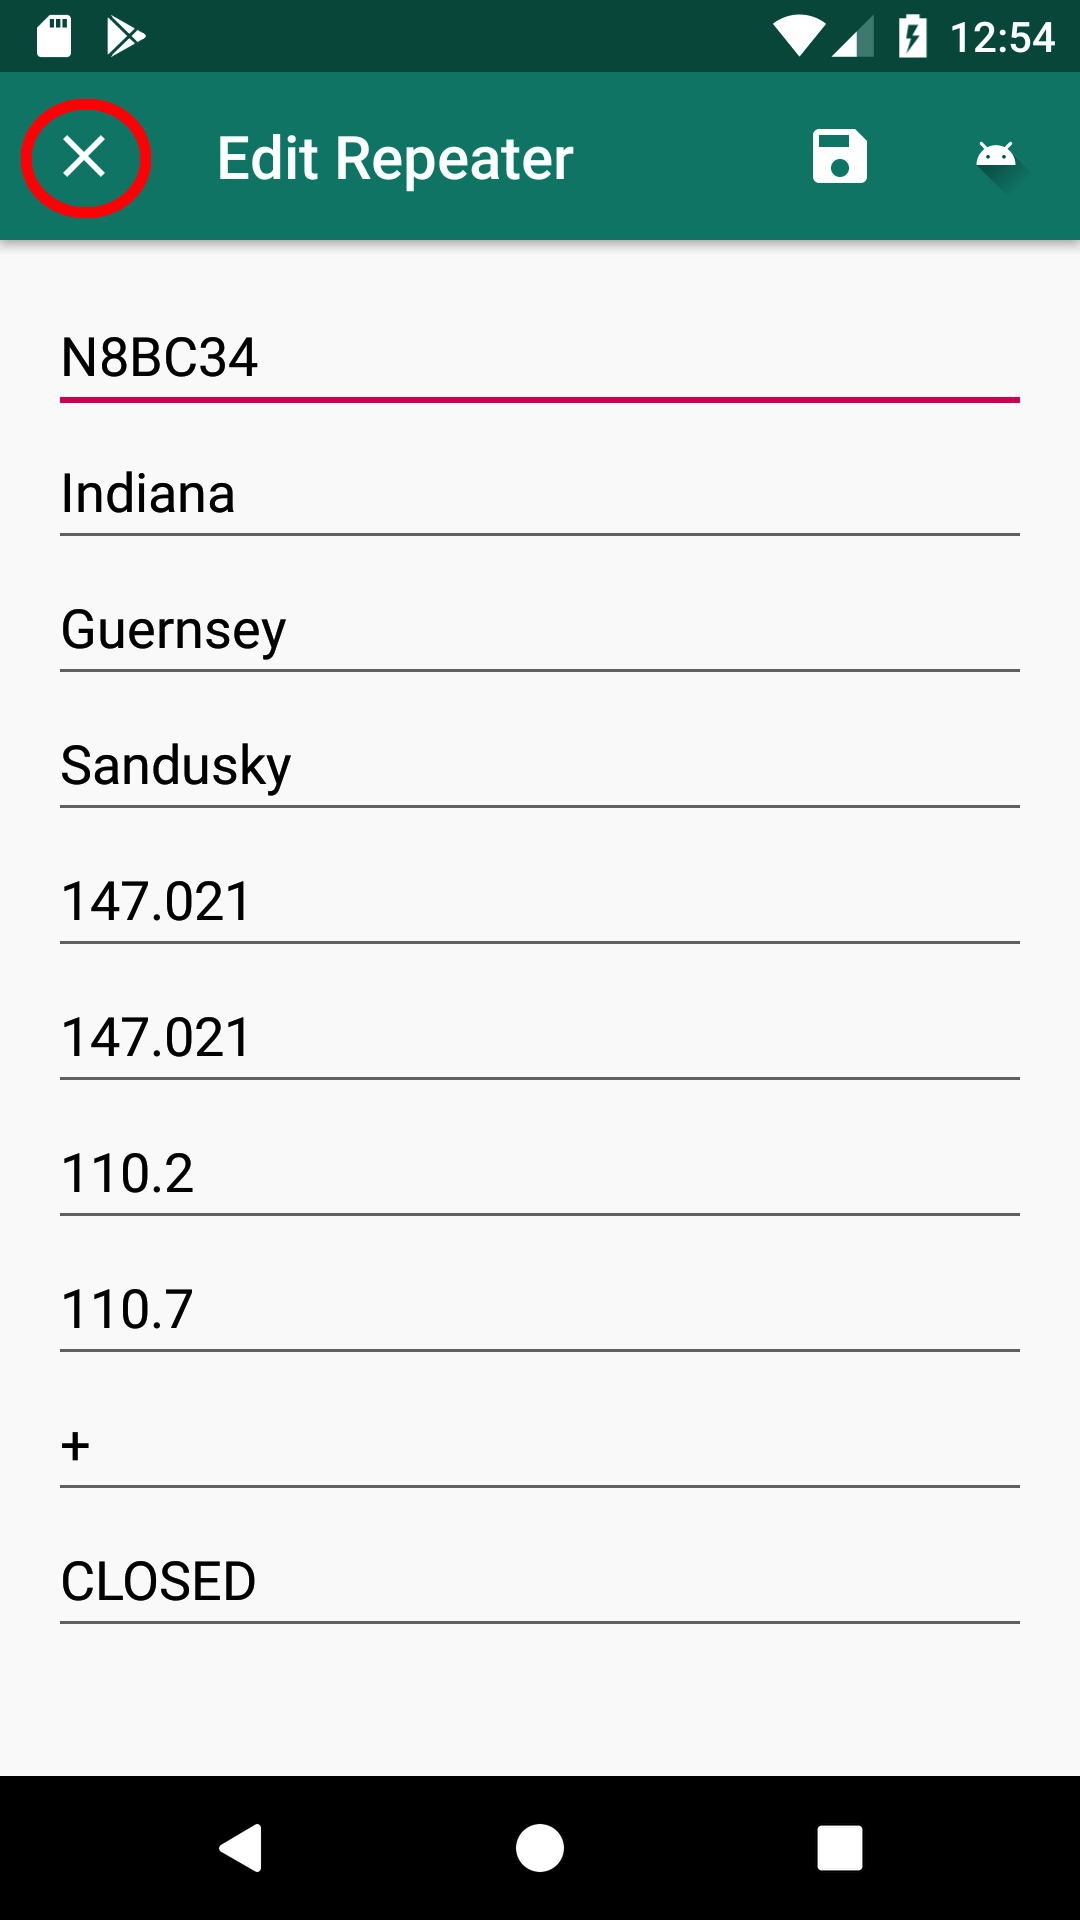 12:54
Edit Repeater
N8BC34
Indiana
Guernsey
Sandusky
147.021
147.021
110.2
110.7
+
CLOSED